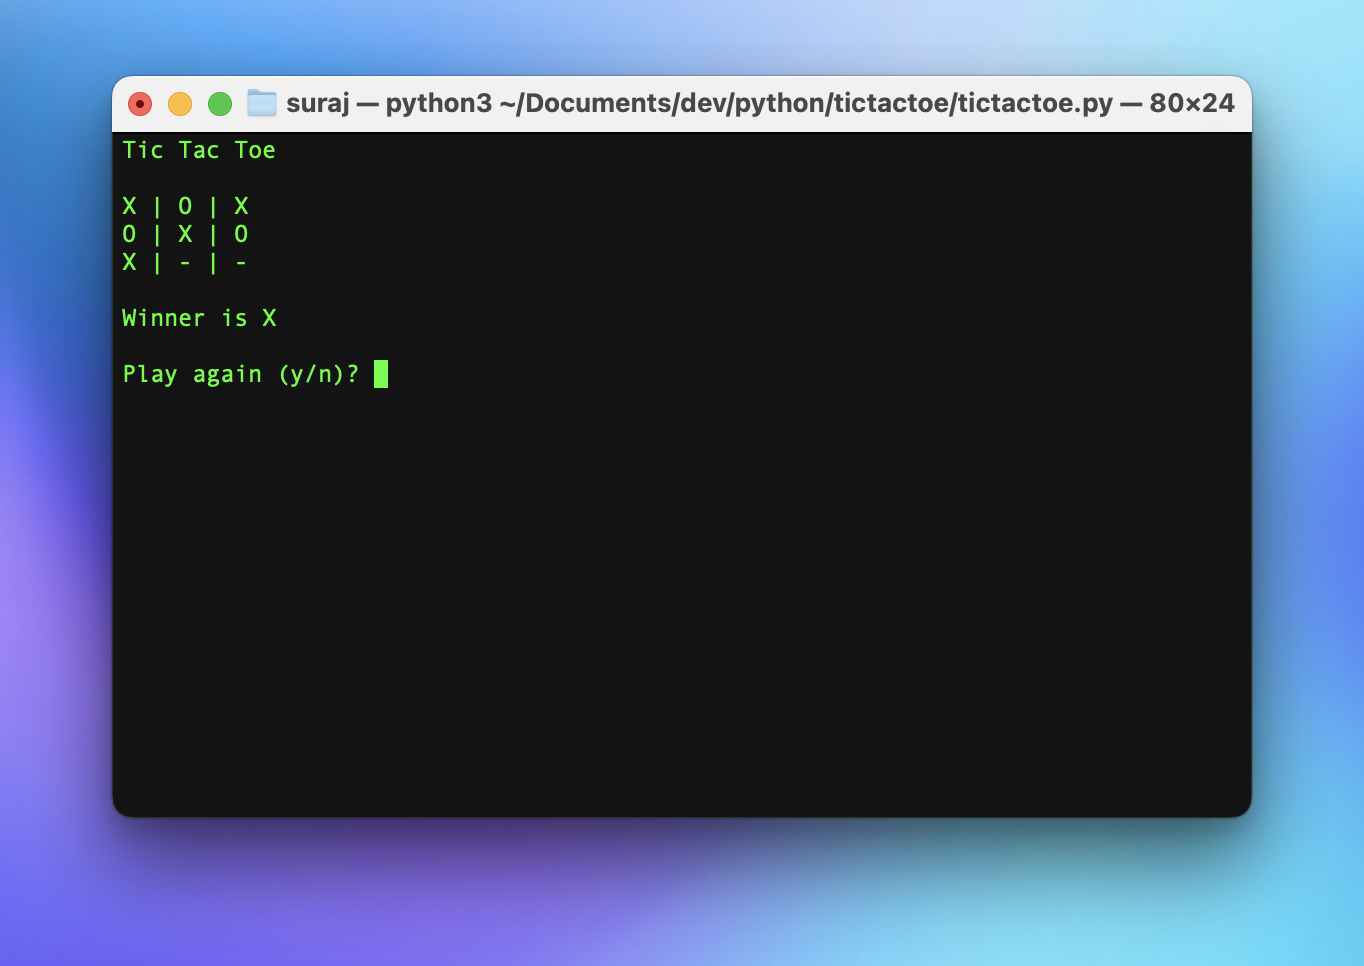 suraj — python3 ~/Documents/dev/python/tictactoe/tictactoe.py — 80×24
Tic Tac Toe
X | O | X
O | X | O
X | - | -
Winner is X
Play again (y/n)?